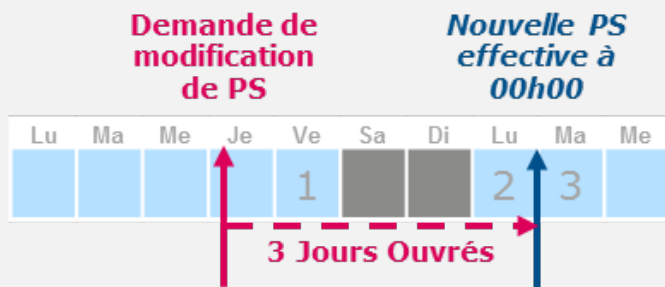 Demande de
modification
de PS
Nouvelle PS
effective à
00h00
Lu Ma Me Je Ve Sa Di Lu Ma Me
1 2 3
3 Jours Ouvrés